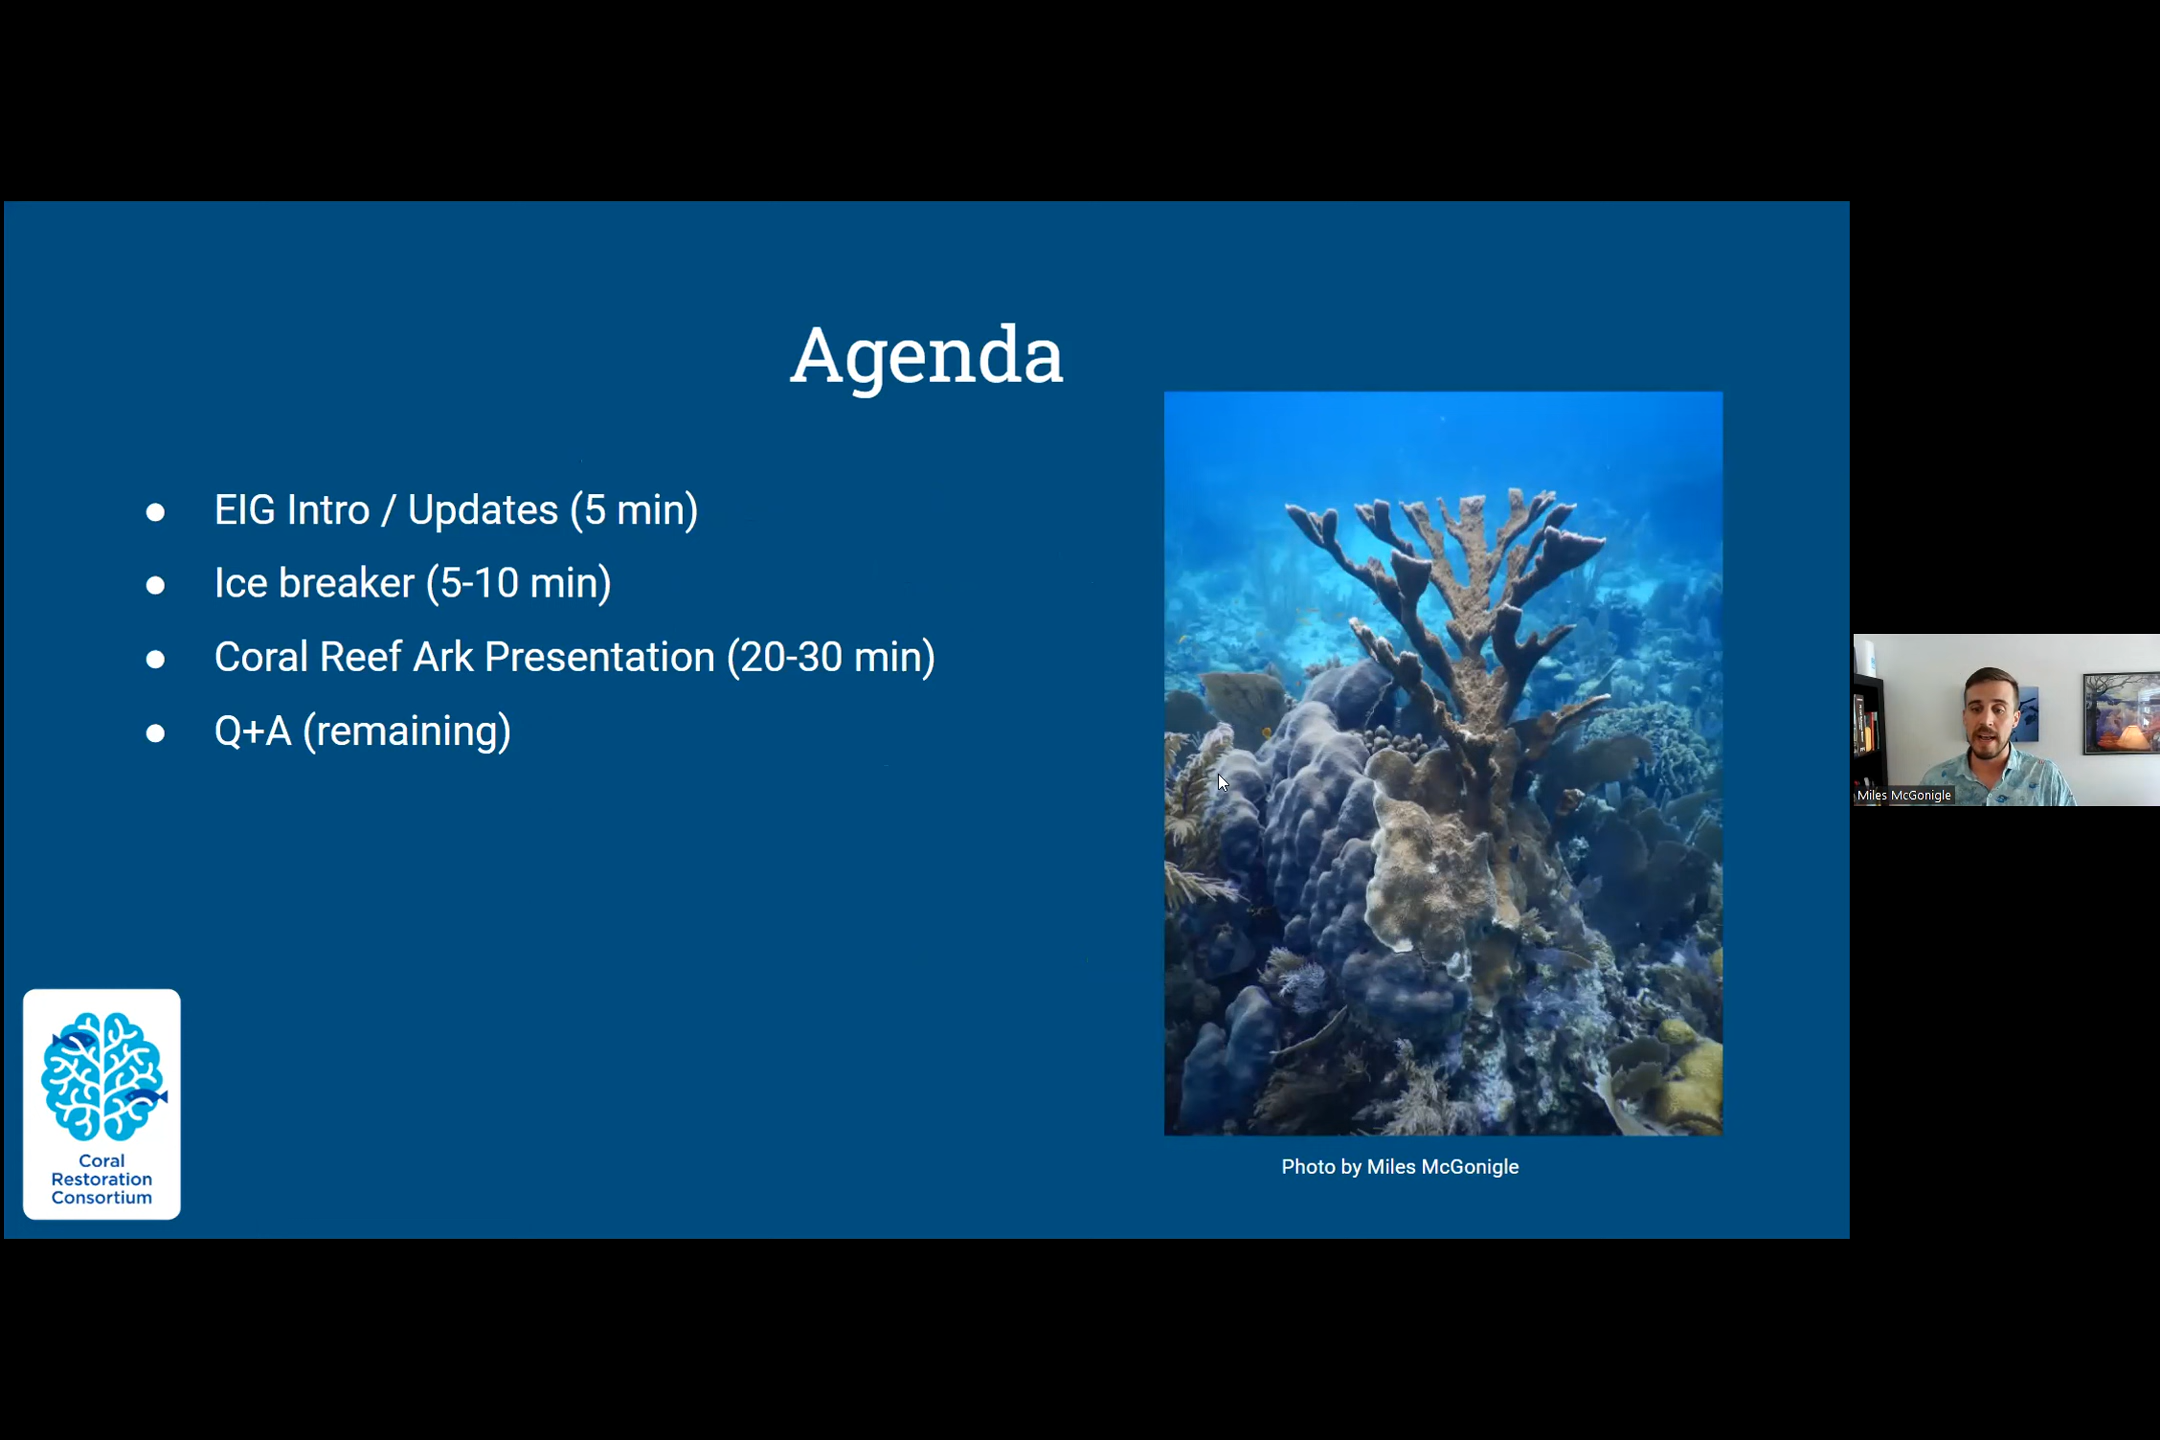 Agenda
● EIG Intro / Updates (5 min)
● Ice breaker (5-10 min)
● Coral Reef Ark Presentation (20-30 min)
● Q+A (remaining)
Photo by Miles McGonigle
Coral
Restoration
Consortium
Miles McGonigle